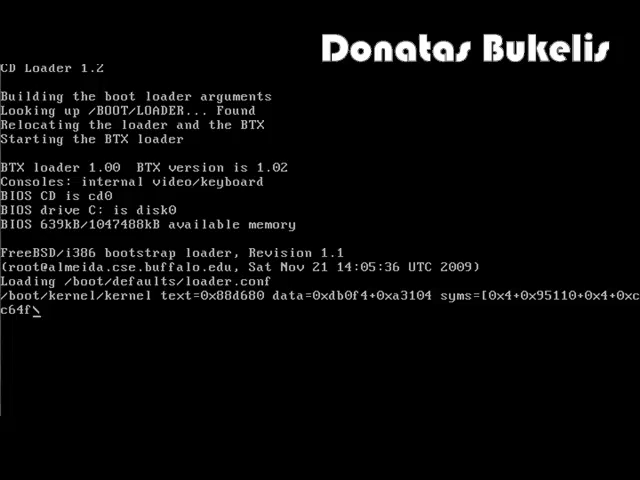 Donatas Bukelis
CD Loader 1.2
Building the boot loader arguments
Looking up /BOOT/LOADER... Found
Relocating the loader and the BTX
Starting the BTX loader
BTX loader 1.00  BTX version is 1.02
Consoles: internal video/keyboard
BIOS CD is cd0
BIOS drive C: is disk0
BIOS 639kB/1047488kB available memory
FreeBSD/i386 bootstrap loader, Revision 1.1
(root@almeida.cse.buffalo.edu, Sat Nov 21 14:05:36 UTC 2009)
Loading /boot/defaults/loader.conf
/boot/kernel/kernel text=0x88d680 data=0xdb0f4+0xa3104 syms=[0x4+0x95110+0x4+0xc
c64f\